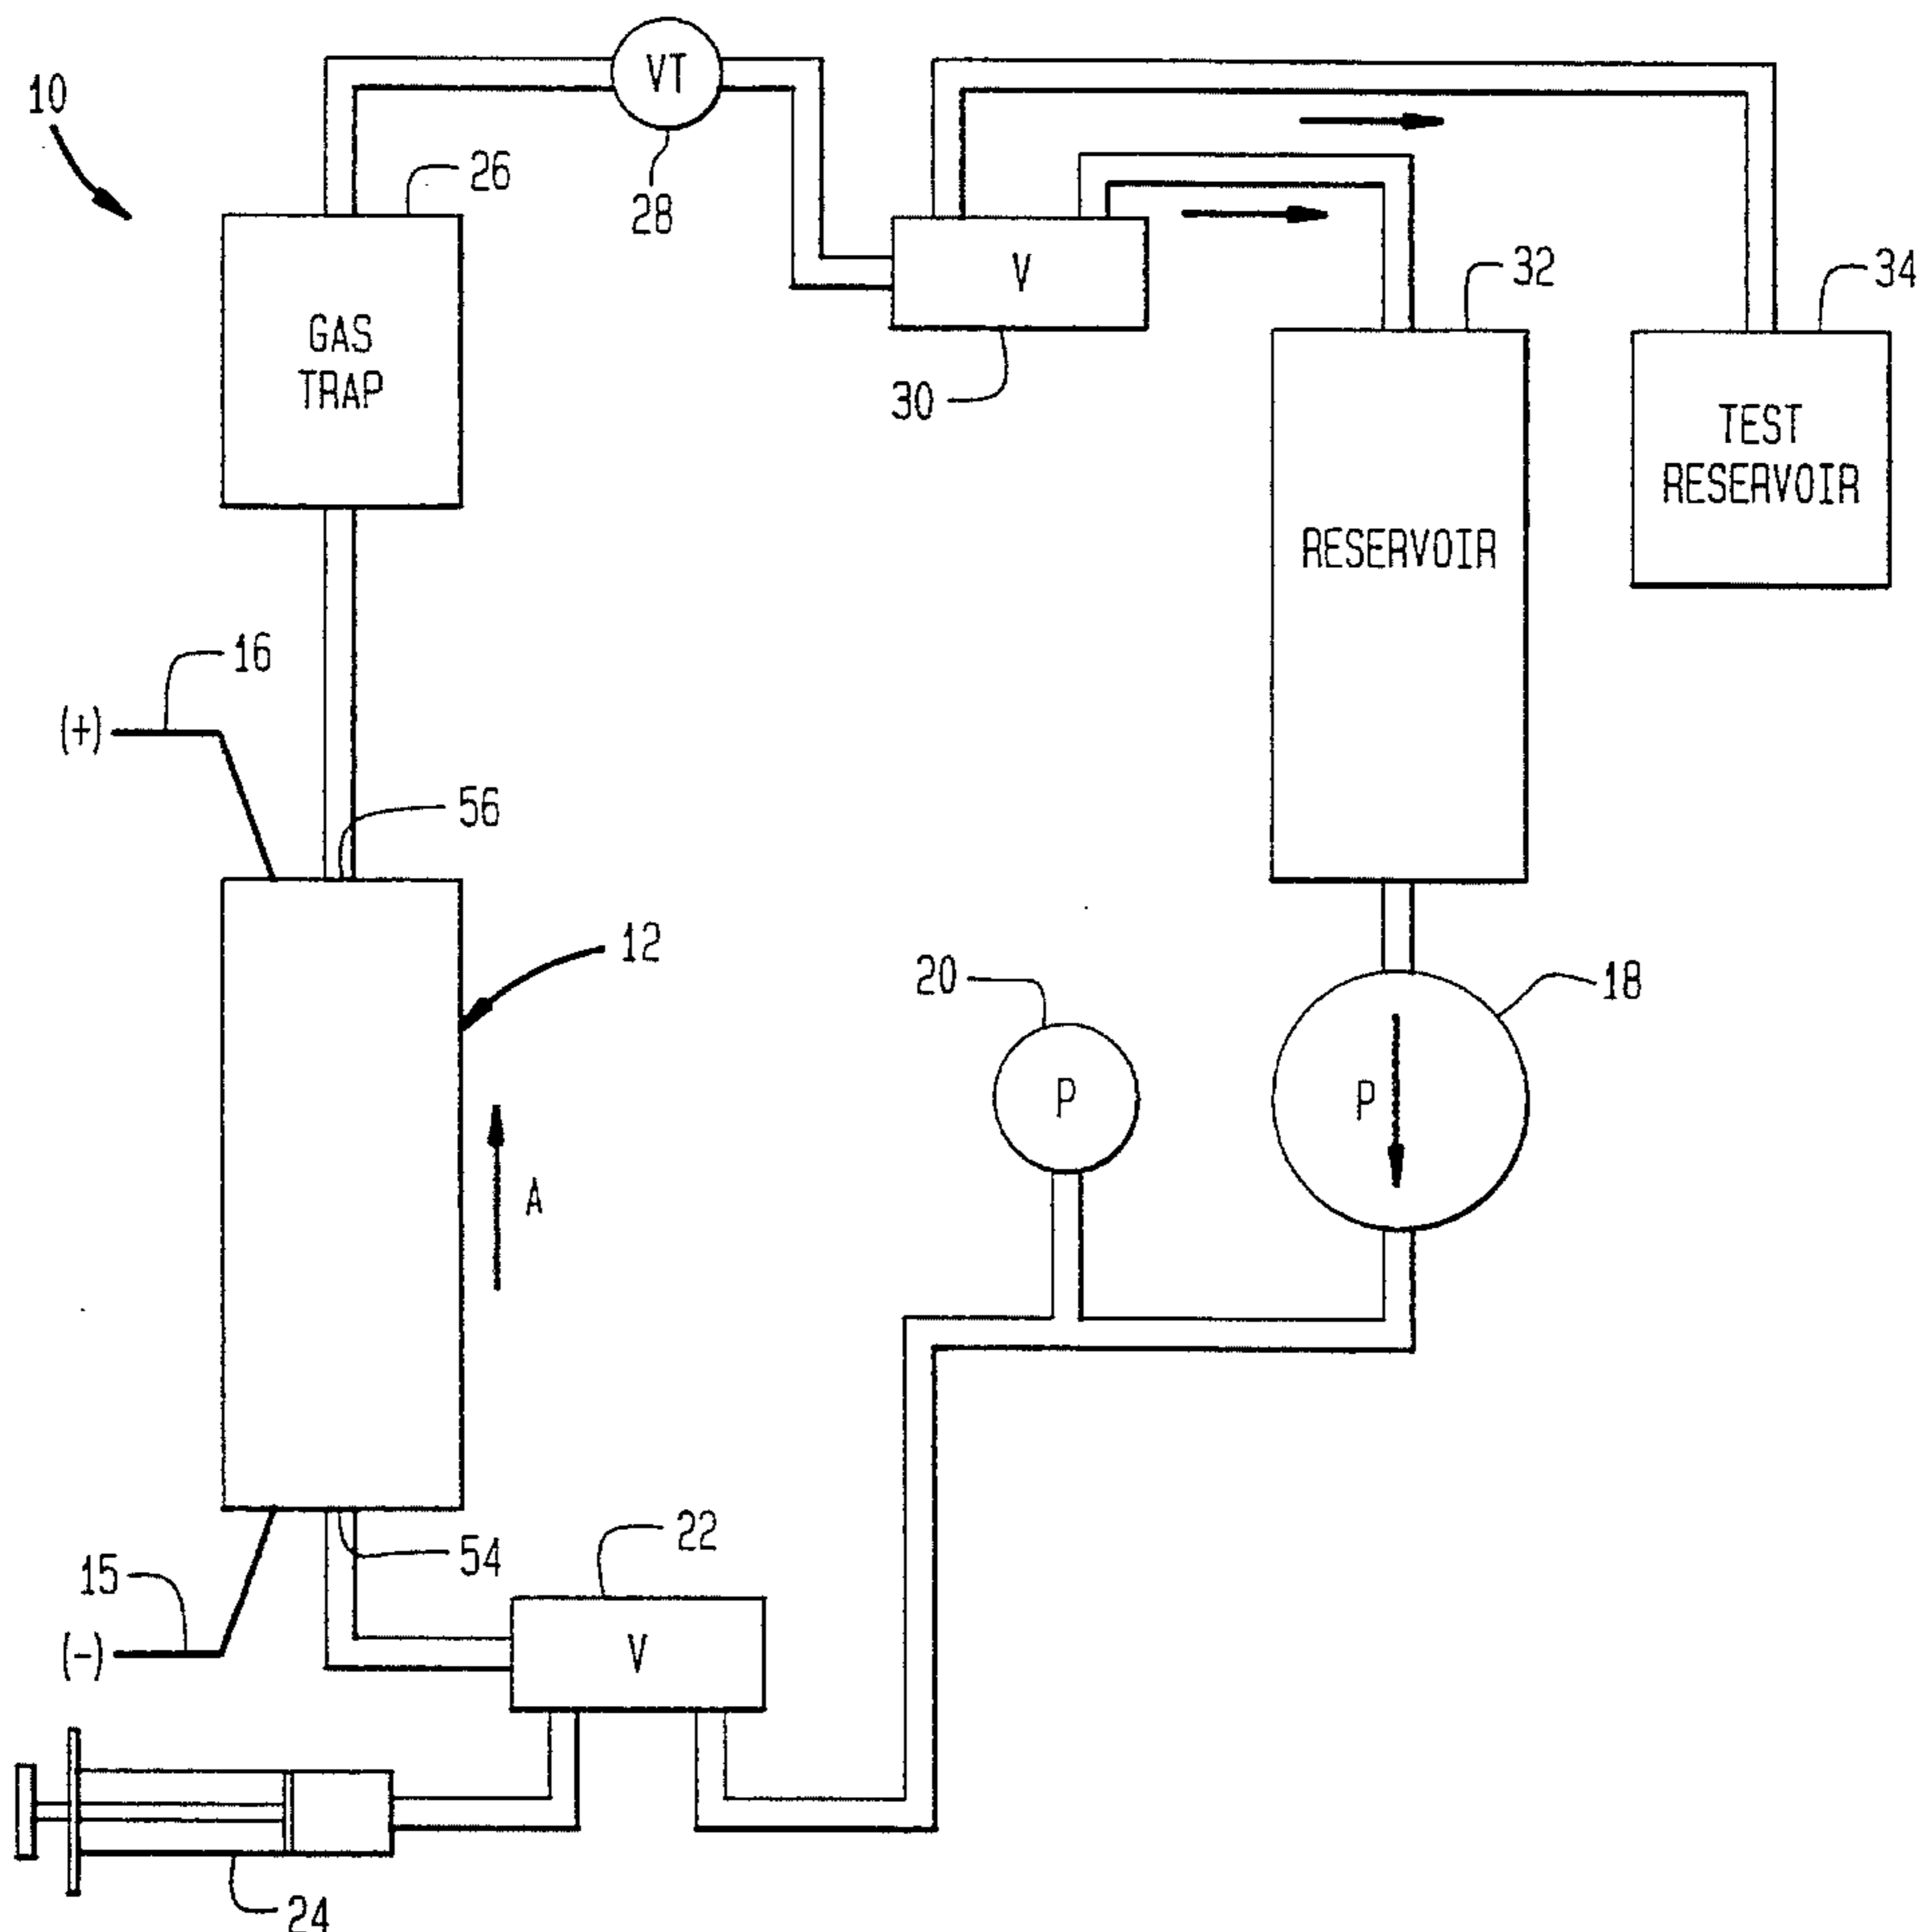 10
VT
28
26
GAS
TRAP
V
30
32
34
TEST
RESERVOIR
RESERVOIR
16
(+)
56
12
20
18
P
P
A
54
22
15
(-)
V
24